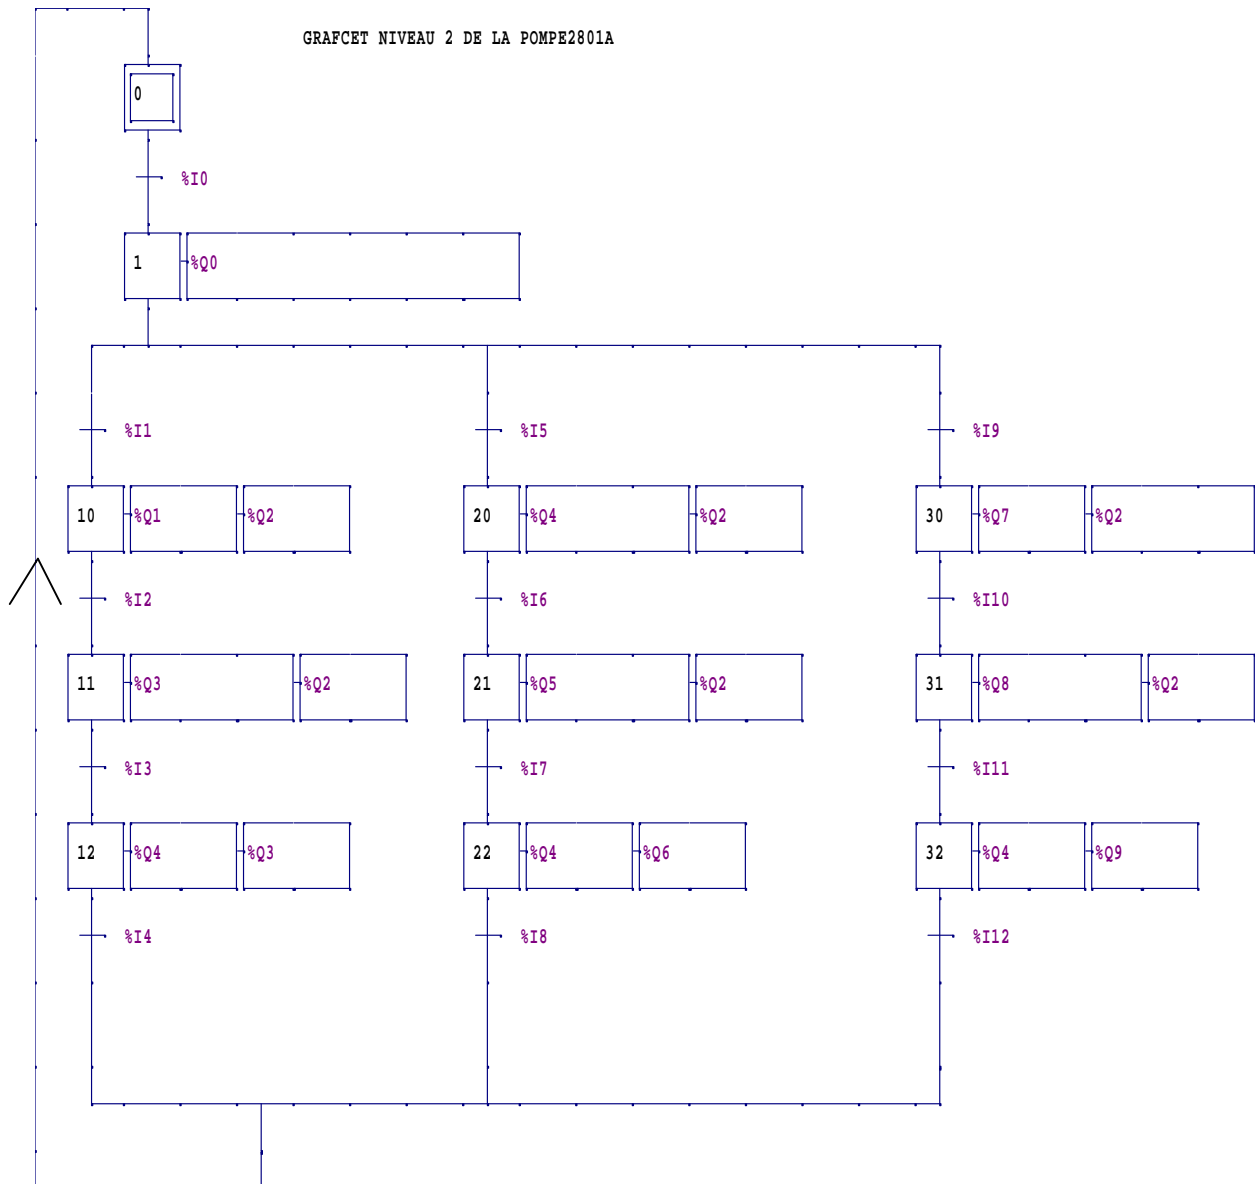 GRAFCET NIVEAU 2 DE LA POMPE2801A
0
%I0
1 %Q0
%I1 %I5 %I9
10 %Q1 %Q2 20 %Q4 %Q2 30 %Q7 %Q2
%I2 %I6 %I10
11 %Q3 %Q2 21 %Q5 %Q2 31 %Q8 %Q2
%I3 %I7 %I11
12 %Q4 %Q3 22 %Q4 %Q6 32 %Q4 %Q9
%I4 %I8 %I12